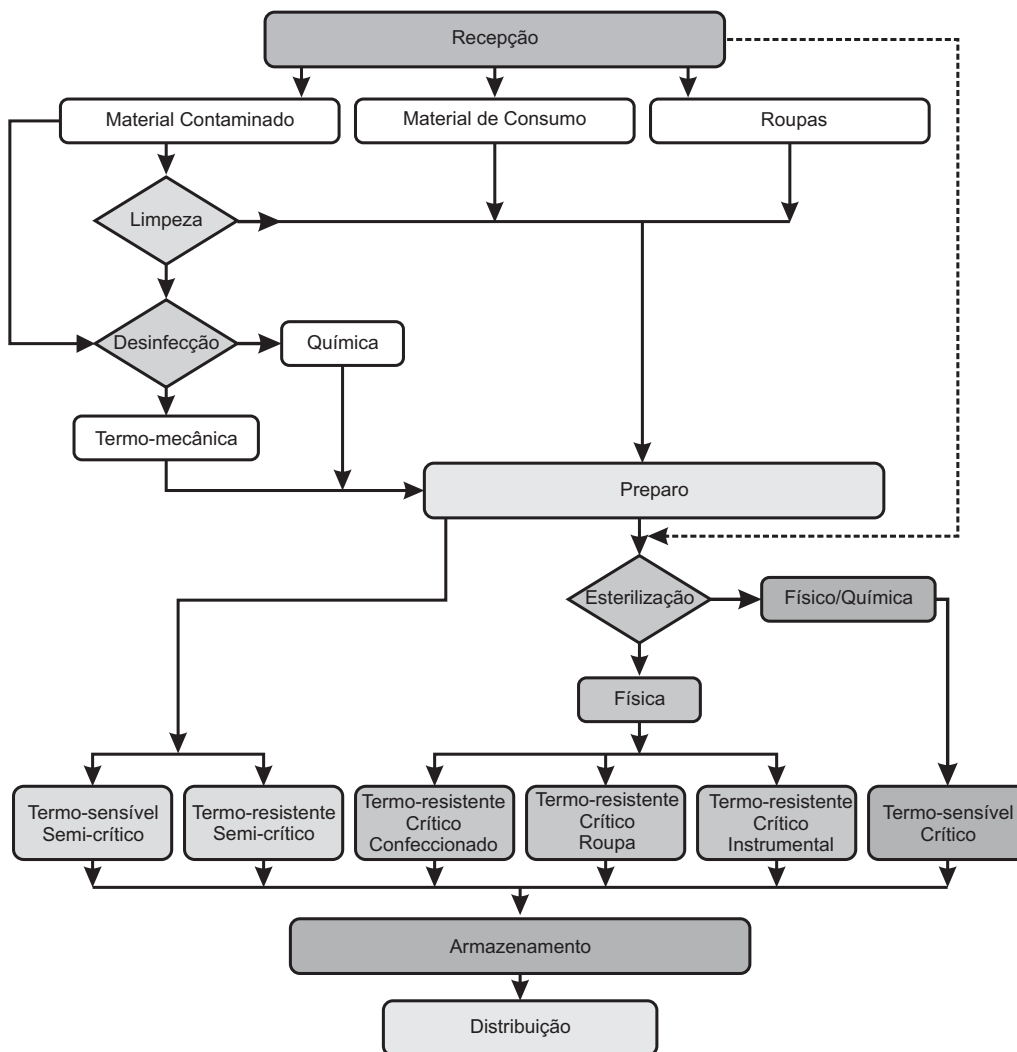 Recepção
Material Contaminado
Material de Consumo
Roupas
Limpeza
Desinfecção
Química
Termo-mecânica
Preparo
Esterilização
Físico/Química
Física
Termo-sensível
Semi-crítico
Termo-resistente
Semi-crítico
Termo-resistente
Crítico
Confeccionado
Termo-resistente
Crítico
Roupa
Termo-resistente
Crítico
Instrumental
Termo-sensível
Crítico
Armazenamento
Distribuição